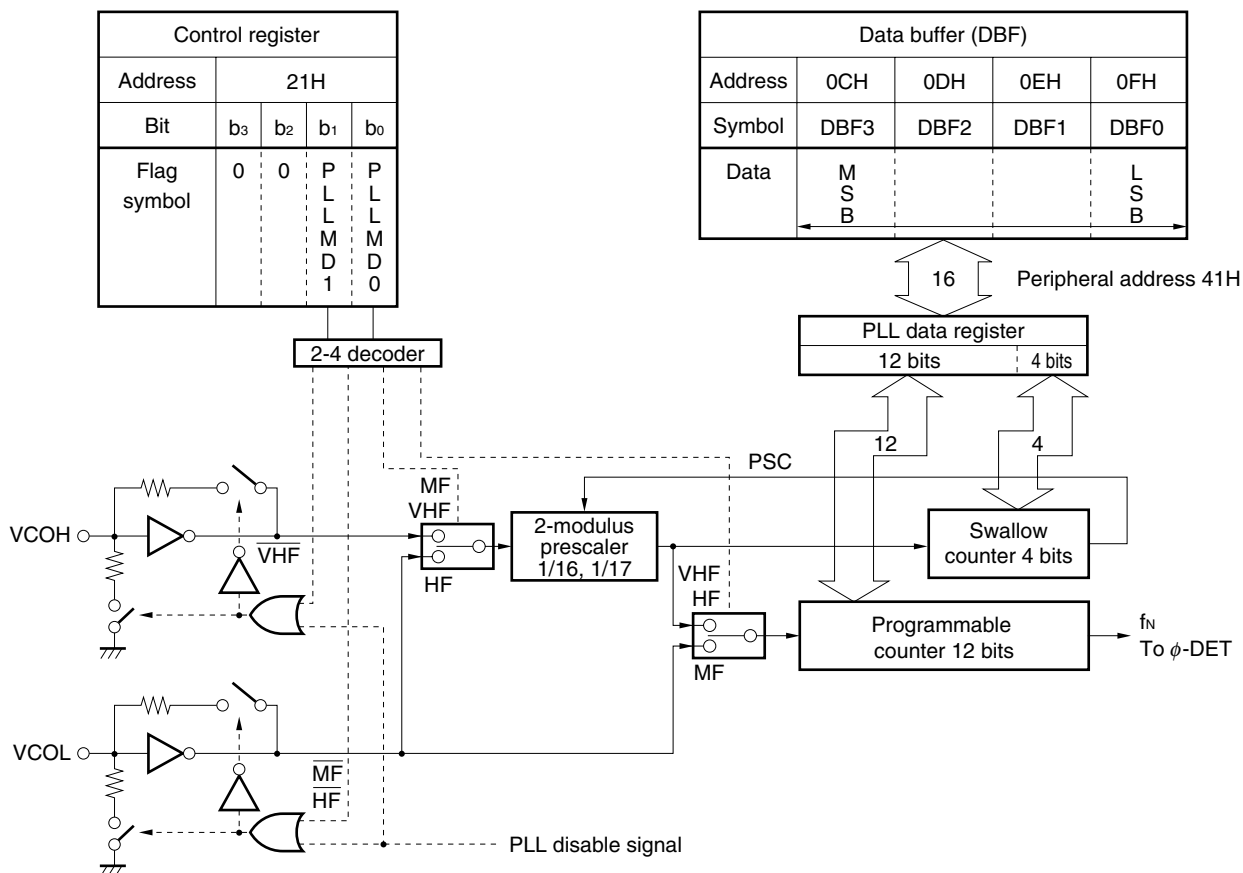 Control register
Address 21H
Bit b3 b2 b1 b0
Flag symbol 0 0 PLLMD1 PLLMD0
Data buffer (DBF)
Address 0CH 0DH 0EH 0FH
Symbol DBF3 DBF2 DBF1 DBF0
Data MSB LSB
16 Peripheral address 41H
PLL data register
12 bits 4 bits
2-4 decoder
12 4
PSC
MF
VHF
VCOH
VHF
HF
2-modulus
prescaler
1/16, 1/17
Swallow
counter 4 bits
VHF
HF
MF
Programmable
counter 12 bits
fN
To ϕ-DET
VCOL
MF
HF
PLL disable signal